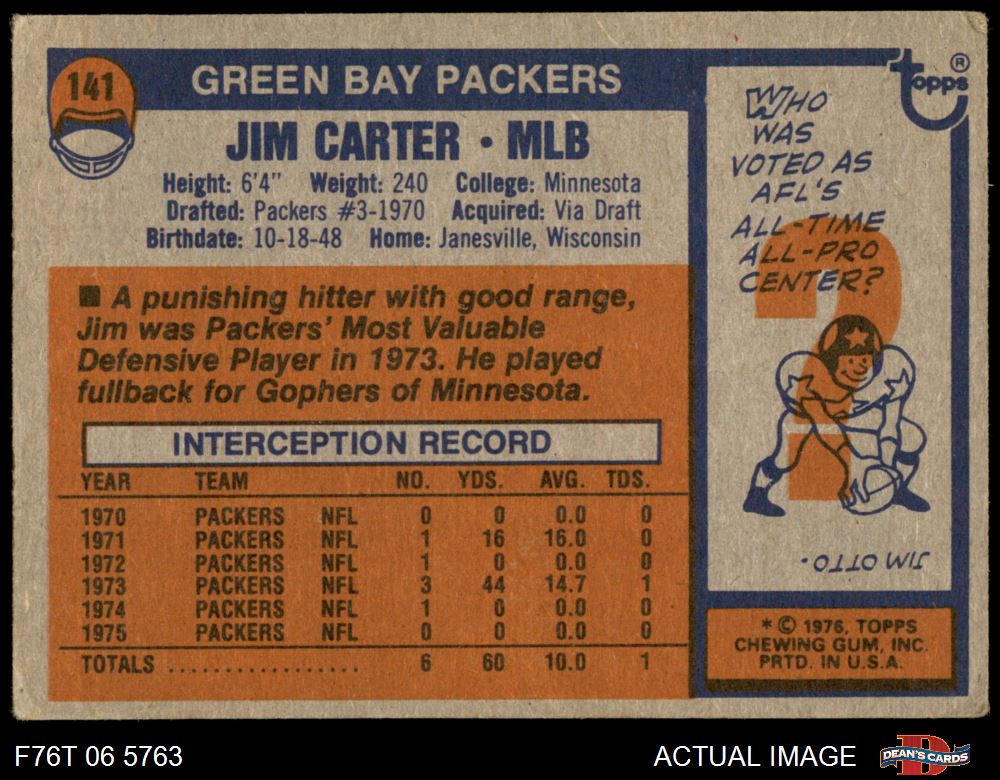 141
GREEN BAY PACKERS
JIM CARTER • MLB
Height: 6'4" Weight: 240 College: Minnesota
Drafted: Packers #3-1970 Acquired: Via Draft
Birthdate: 10-18-48 Home: Janesville, Wisconsin
■ A punishing hitter with good range,
Jim was Packers' Most Valuable
Defensive Player in 1973. He played
fullback for Gophers of Minnesota.
INTERCEPTION RECORD
YEAR TEAM NO. YDS. AVG. TDS.
1970 PACKERS NFL 0 0 0.0 0
1971 PACKERS NFL 1 16 16.0 0
1972 PACKERS NFL 1 0 0.0 0
1973 PACKERS NFL 3 44 14.7 1
1974 PACKERS NFL 1 0 0.0 0
1975 PACKERS NFL 0 0 0.0 0
TOTALS .................. 6 60 10.0 1
topps ®
WHO
WAS
VOTED AS
AFL'S
ALL-TIME
ALL-PRO
CENTER?
?
JIM OTTO.
* © 1976, TOPPS
CHEWING GUM, INC.
PRTD. IN U.S.A.
F76T 06 5763
ACTUAL IMAGE
DEAN'S CARDS